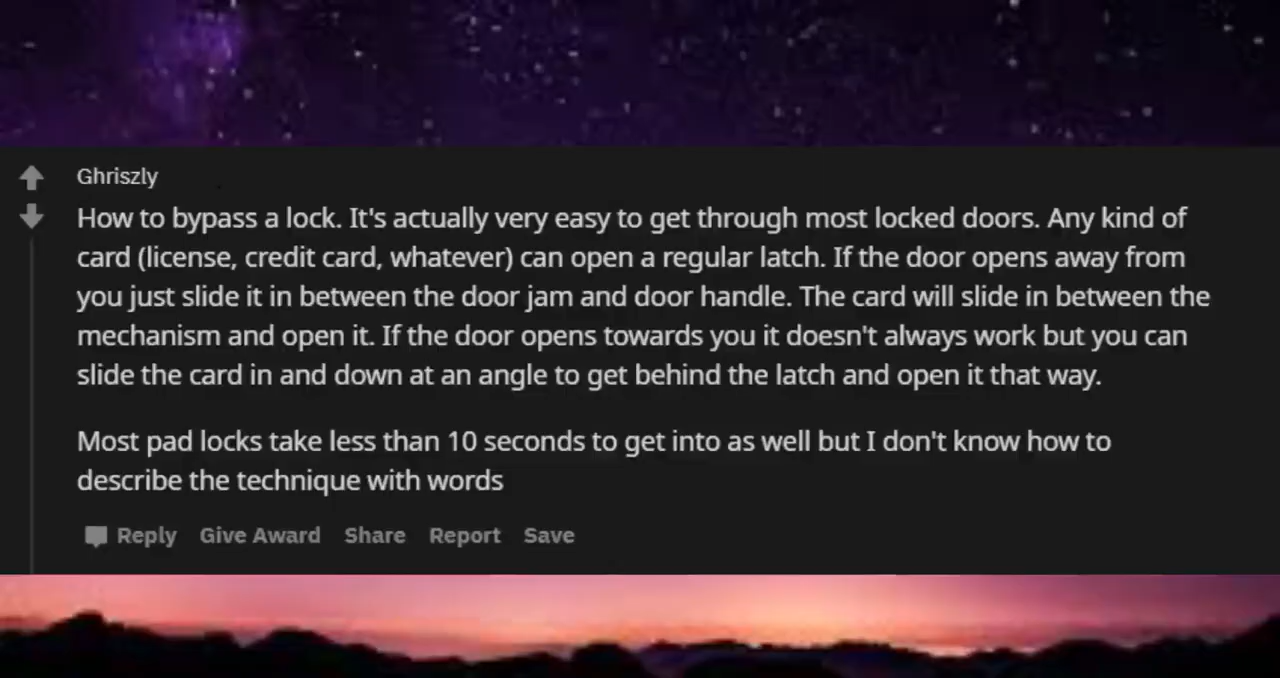 Ghriszly
How to bypass a lock. It's actually very easy to get through most locked doors. Any kind of
card (license, credit card, whatever) can open a regular latch. If the door opens away from
you just slide it in between the door jam and door handle. The card will slide in between the
mechanism and open it. If the door opens towards you it doesn't always work but you can
slide the card in and down at an angle to get behind the latch and open it that way.
Most pad locks take less than 10 seconds to get into as well but I don't know how to
describe the technique with words
Reply Give Award Share Report Save